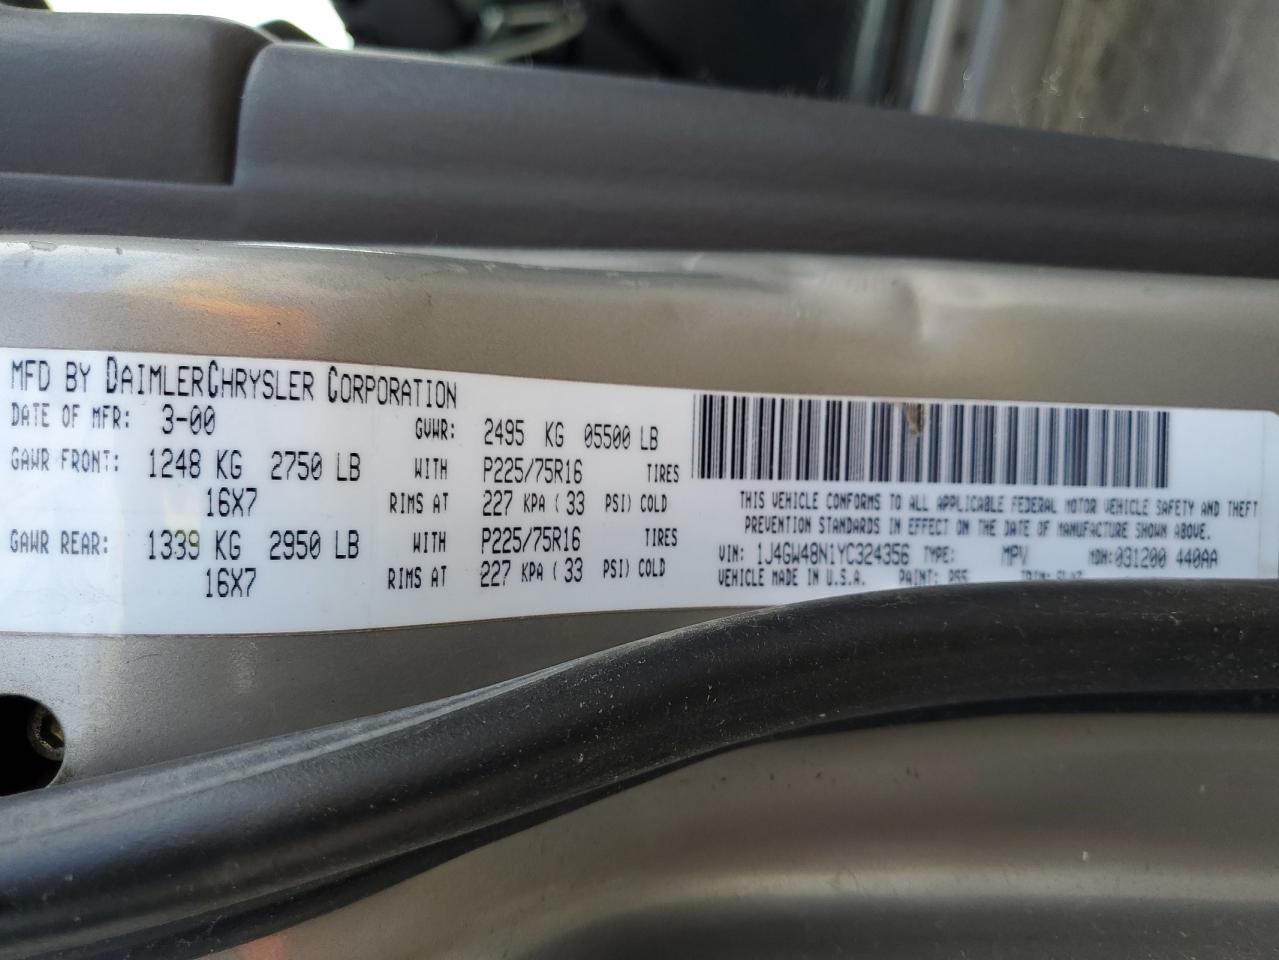 MFD BY DAIMLERCHRYSLER CORPORATION
DATE OF MFR: 3-00 GVWR: 2495 KG 05500 LB
GAWR FRONT: 1248 KG 2750 LB WITH P225/75R16 TIRES
16X7 RIMS AT 227 KPA ( 33 PSI) COLD
GAWR REAR: 1339 KG 2950 LB WITH P225/75R16 TIRES
16X7 RIMS AT 227 KPA ( 33 PSI) COLD
THIS VEHICLE CONFORMS TO ALL APPLICABLE FEDERAL MOTOR VEHICLE SAFETY AND THEFT
PREVENTION STANDARDS IN EFFECT ON THE DATE OF MANUFACTURE SHOWN ABOVE.
VIN: 1J4GW48N1YC324356 TYPE: MPV MDH: 031200 440AA
VEHICLE MADE IN U.S.A. PAINT: